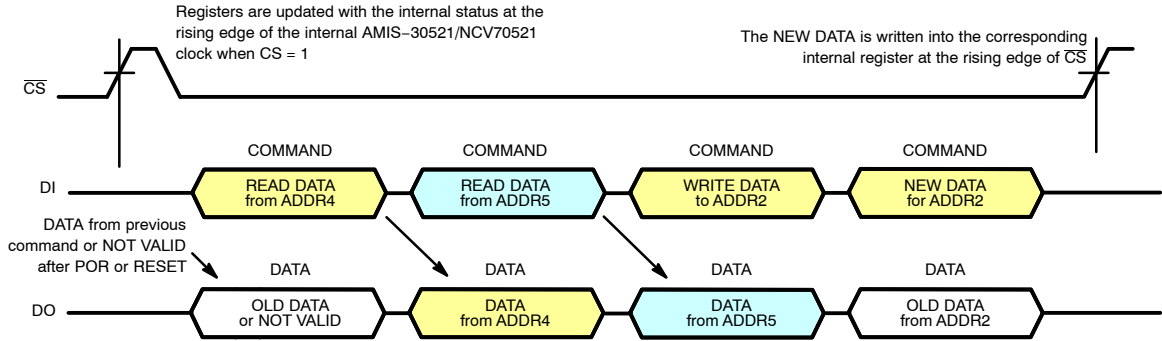 Registers are updated with the internal status at the
rising edge of the internal AMIS−30521/NCV70521
clock when CS = 1
The NEW DATA is written into the corresponding
internal register at the rising edge of CS
CS
COMMAND
COMMAND
COMMAND
COMMAND
DI
READ DATA
from ADDR4
READ DATA
from ADDR5
WRITE DATA
to ADDR2
NEW DATA
for ADDR2
DATA from previous
command or NOT VALID
after POR or RESET
DATA
DATA
DATA
DATA
DO
OLD DATA
or NOT VALID
DATA
from ADDR4
DATA
from ADDR5
OLD DATA
from ADDR2